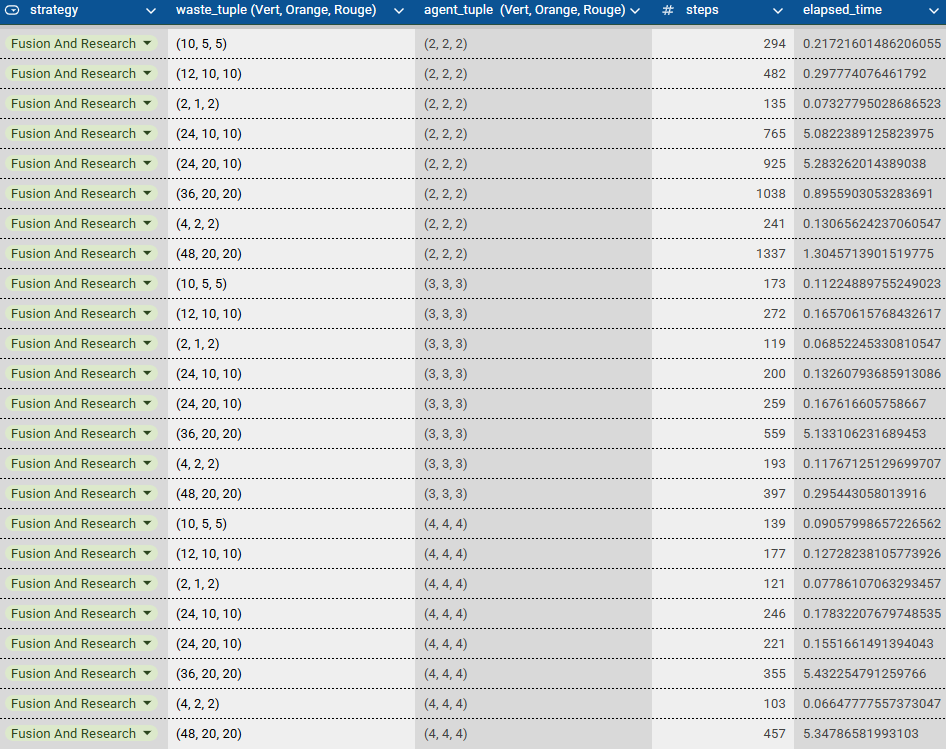 strategy waste_tuple (Vert, Orange, Rouge) agent_tuple (Vert, Orange, Rouge) # steps elapsed_time
Fusion And Research (10, 5, 5) (2, 2, 2) 294 0.21721601486206055
Fusion And Research (12, 10, 10) (2, 2, 2) 482 0.297774076461792
Fusion And Research (2, 1, 2) (2, 2, 2) 135 0.07327795028686523
Fusion And Research (24, 10, 10) (2, 2, 2) 765 5.0822389125823975
Fusion And Research (24, 20, 10) (2, 2, 2) 925 5.283262014389038
Fusion And Research (36, 20, 20) (2, 2, 2) 1038 0.8955903053283691
Fusion And Research (4, 2, 2) (2, 2, 2) 241 0.13065624237060547
Fusion And Research (48, 20, 20) (2, 2, 2) 1337 1.3045713901519775
Fusion And Research (10, 5, 5) (3, 3, 3) 173 0.11224889755249023
Fusion And Research (12, 10, 10) (3, 3, 3) 272 0.16570615768432617
Fusion And Research (2, 1, 2) (3, 3, 3) 119 0.06852245330810547
Fusion And Research (24, 10, 10) (3, 3, 3) 200 0.13260793685913086
Fusion And Research (24, 20, 10) (3, 3, 3) 259 0.167616605758667
Fusion And Research (36, 20, 20) (3, 3, 3) 559 5.133106231689453
Fusion And Research (4, 2, 2) (3, 3, 3) 193 0.11767125129699707
Fusion And Research (48, 20, 20) (3, 3, 3) 397 0.295443058013916
Fusion And Research (10, 5, 5) (4, 4, 4) 139 0.09057998657226562
Fusion And Research (12, 10, 10) (4, 4, 4) 177 0.12728238105773926
Fusion And Research (2, 1, 2) (4, 4, 4) 121 0.07786107063293457
Fusion And Research (24, 10, 10) (4, 4, 4) 246 0.17832207679748535
Fusion And Research (24, 20, 10) (4, 4, 4) 221 0.1551661491394043
Fusion And Research (36, 20, 20) (4, 4, 4) 355 5.432254791259766
Fusion And Research (4, 2, 2) (4, 4, 4) 103 0.06647777557373047
Fusion And Research (48, 20, 20) (4, 4, 4) 457 5.34786581993103